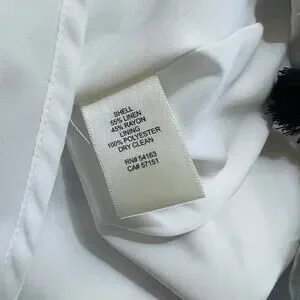 SHELL
55% LINEN
45% RAYON
LINING
100% POLYESTER
DRY CLEAN
RN# 54163
CA# 57151